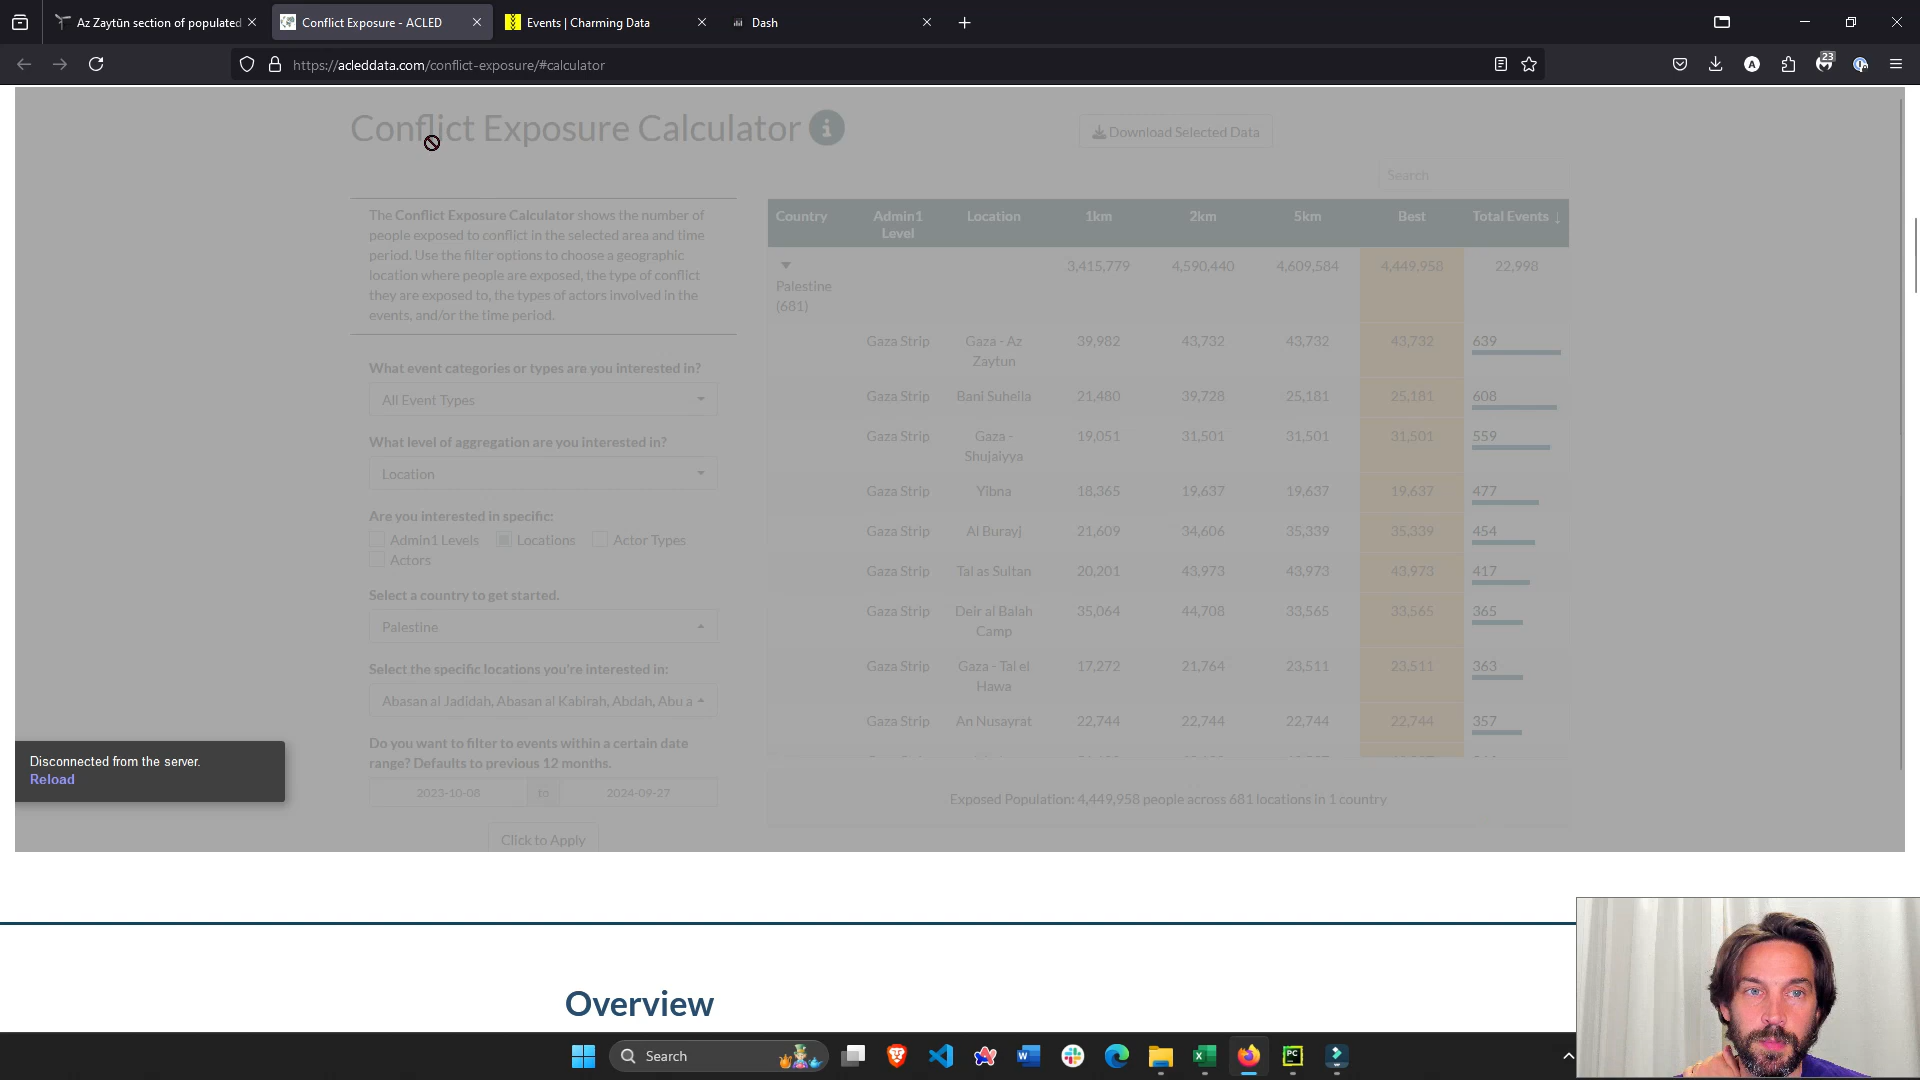 Az Zaytūn section of populated
Conflict Exposure - ACLED
Events | Charming Data
Dash
https://acleddata.com/conflict-exposure/#calculator
23
Conflict Exposure Calculator
Download Selected Data
Search
The Conflict Exposure Calculator shows the number of
people exposed to conflict in the selected area and time
period. Use the filter options to choose a geographic
location where people are exposed, the type of conflict
they are exposed to, the types of actors involved in the
events, and/or the time period.
What event categories or types are you interested in?
All Event Types
What level of aggregation are you interested in?
Location
Are you interested in specific:
Admin1 Levels Locations Actor Types
Actors
Select a country to get started.
Palestine
Select the specific locations you're interested in:
Abasan al Jadidah, Abasan al Kabirah, Abdah, Abu a
Do you want to filter to events within a certain date
range? Defaults to previous 12 months.
2023-10-08 to 2024-09-27
Click to Apply
Country Admin1 Level Location 1km 2km 5km Best Total Events ↓
Palestine (681) 3,415,779 4,590,440 4,609,584 4,449,958 22,998
Gaza Strip Gaza - Az Zaytun 39,982 43,732 43,732 43,732 639
Gaza Strip Bani Suheila 21,480 39,728 25,181 25,181 608
Gaza Strip Gaza - Shujaiyya 19,051 31,501 31,501 31,501 559
Gaza Strip Yibna 18,365 19,637 19,637 19,637 477
Gaza Strip Al Burayj 21,609 34,606 35,339 35,339 454
Gaza Strip Tal as Sultan 20,201 43,973 43,973 43,973 417
Gaza Strip Deir al Balah Camp 35,064 44,708 33,565 33,565 365
Gaza Strip Gaza - Tal el Hawa 17,272 21,764 23,511 23,511 363
Gaza Strip An Nusayrat 22,744 22,744 22,744 22,744 357
Exposed Population: 4,449,958 people across 681 locations in 1 country
Disconnected from the server.
Reload
Overview
Search